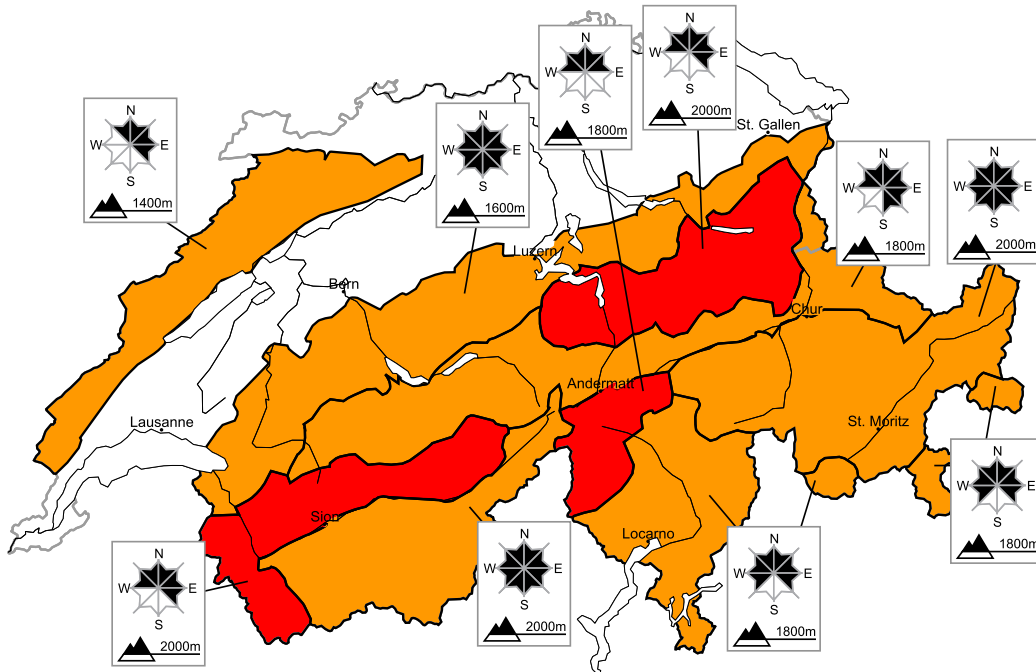 N
W
E
S
1400m
N
W
E
S
1600m
N
W
E
S
1800m
N
W
E
S
2000m
N
W
E
S
1800m
N
W
E
S
2000m
St. Gallen
Luzern
Bern
Chur
Andermatt
Lausanne
St. Moritz
Sion
Locarno
N
W
E
S
2000m
N
W
E
S
2000m
N
W
E
S
1800m
N
W
E
S
1800m